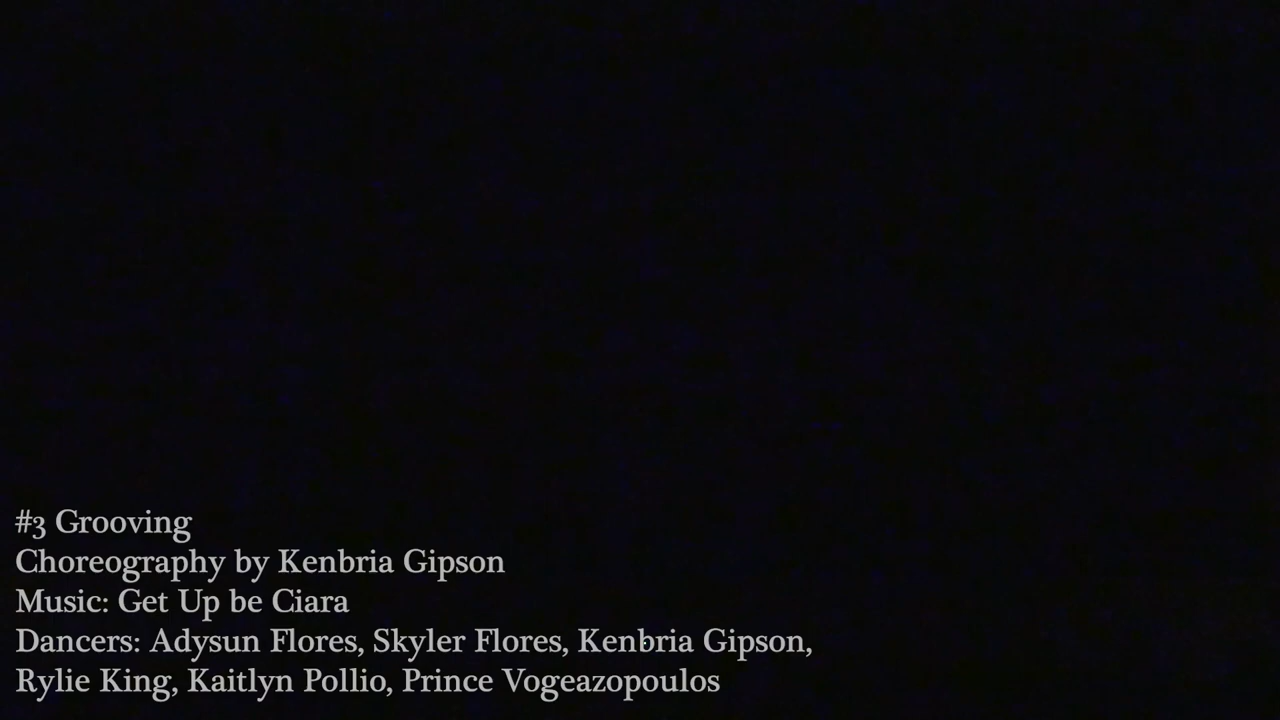 #3 Grooving
Choreography by Kenbria Gipson
Music: Get Up be Ciara
Dancers: Adysun Flores, Skyler Flores, Kenbria Gipson,
Rylie King, Kaitlyn Pollio, Prince Vogeazopoulos